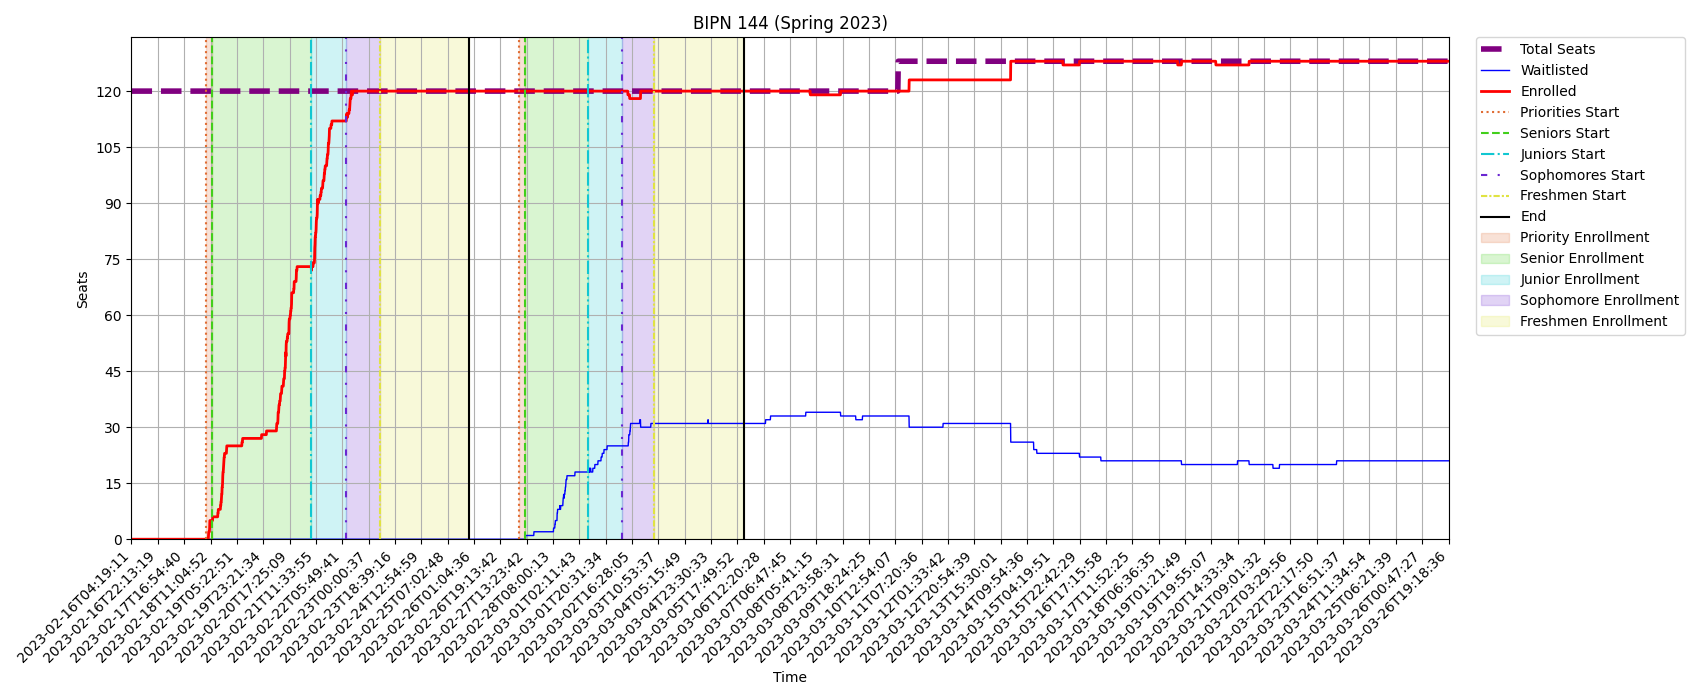 BIPN 144 (Spring 2023)
Seats
120
105
90
75
60
45
30
15
0
2023-02-16T04:19:11
2023-02-16T22:13:19
2023-02-17T16:54:40
2023-02-18T11:04:52
2023-02-19T05:22:51
2023-02-19T23:21:34
2023-02-20T17:25:09
2023-02-21T11:33:55
2023-02-22T05:49:41
2023-02-23T00:00:37
2023-02-23T18:39:16
2023-02-24T12:54:59
2023-02-25T07:02:48
2023-02-26T01:04:36
2023-02-26T19:13:42
2023-02-27T13:23:42
2023-02-28T08:00:13
2023-03-01T02:11:43
2023-03-01T20:31:34
2023-03-02T16:28:05
2023-03-03T10:53:37
2023-03-04T05:15:49
2023-03-04T23:30:33
2023-03-05T17:49:52
2023-03-06T12:20:28
2023-03-07T06:47:45
2023-03-08T05:41:15
2023-03-08T23:58:31
2023-03-09T18:24:25
2023-03-10T12:54:07
2023-03-11T07:20:36
2023-03-12T01:33:42
2023-03-12T20:54:39
2023-03-13T15:30:01
2023-03-14T09:54:36
2023-03-15T04:19:51
2023-03-15T22:42:29
2023-03-16T17:15:58
2023-03-17T11:52:25
2023-03-18T06:36:35
2023-03-19T01:21:49
2023-03-19T19:55:07
2023-03-20T14:33:34
2023-03-21T09:01:32
2023-03-22T03:29:56
2023-03-22T22:17:50
2023-03-23T16:51:37
2023-03-24T11:34:54
2023-03-25T06:21:39
2023-03-26T00:47:27
2023-03-26T19:18:36
Time
Total Seats
Waitlisted
Enrolled
Priorities Start
Seniors Start
Juniors Start
Sophomores Start
Freshmen Start
End
Priority Enrollment
Senior Enrollment
Junior Enrollment
Sophomore Enrollment
Freshmen Enrollment